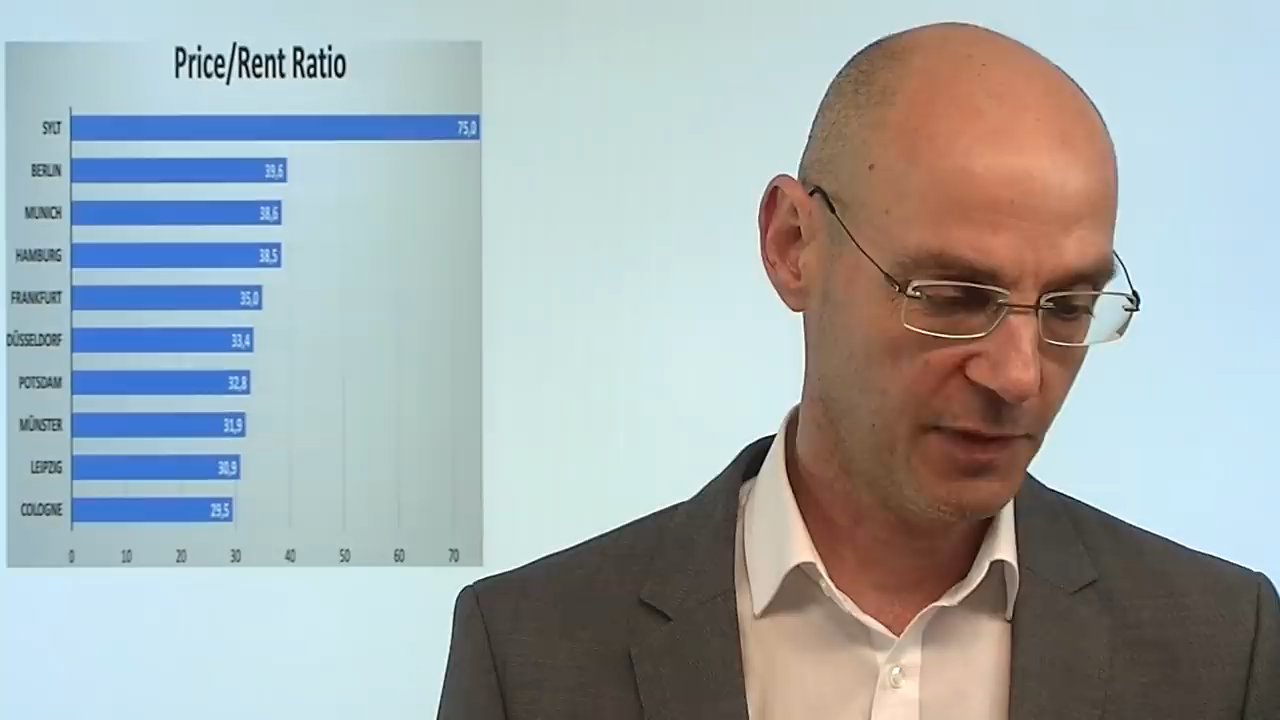 Price/Rent Ratio
SYLT 75,0
BERLIN 39,6
MUNICH 38,6
HAMBURG 38,5
FRANKFURT 35,0
DÜSSELDORF 33,4
POTSDAM 32,8
MÜNSTER 31,9
LEIPZIG 30,9
COLOGNE 29,5
0 10 20 30 40 50 60 70